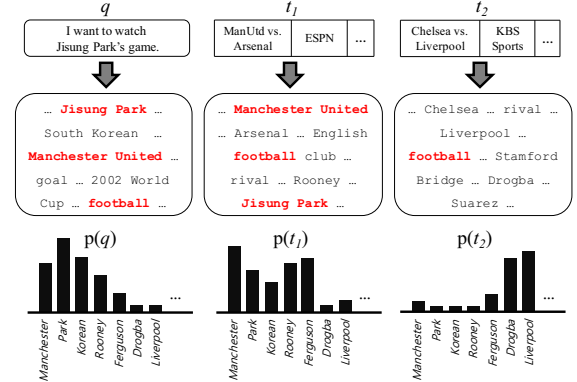 q
I want to watch
Jisung Park's game.
... Jisung Park ...
South Korean ...
Manchester United ...
goal ... 2002 World
Cup ... football ...
p(q)
...
Manchester
Park
Korean
Rooney
Ferguson
Drogba
Liverpool
t1
ManUtd vs.
Arsenal
ESPN
...
... Manchester United
... Arsenal ... English
football club ...
rival ... Rooney ...
Jisung Park ...
p(t1)
...
Manchester
Park
Korean
Rooney
Ferguson
Drogba
Liverpool
t2
Chelsea vs.
Liverpool
KBS
Sports
...
... Chelsea ... rival ...
Liverpool ...
football ... Stamford
Bridge ... Drogba ...
Suarez ...
p(t2)
...
Manchester
Park
Korean
Rooney
Ferguson
Drogba
Liverpool